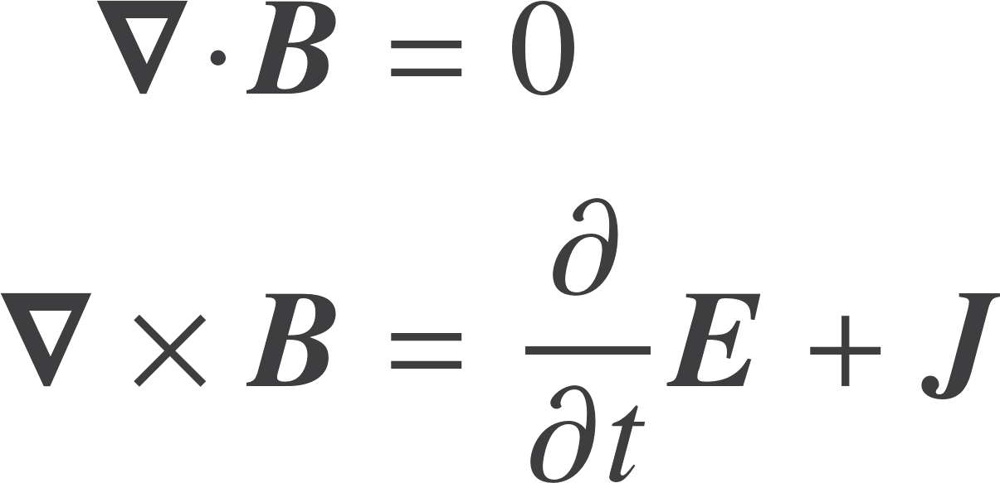 ∇ · B = 0
∇ × B = ∂/∂t E + J